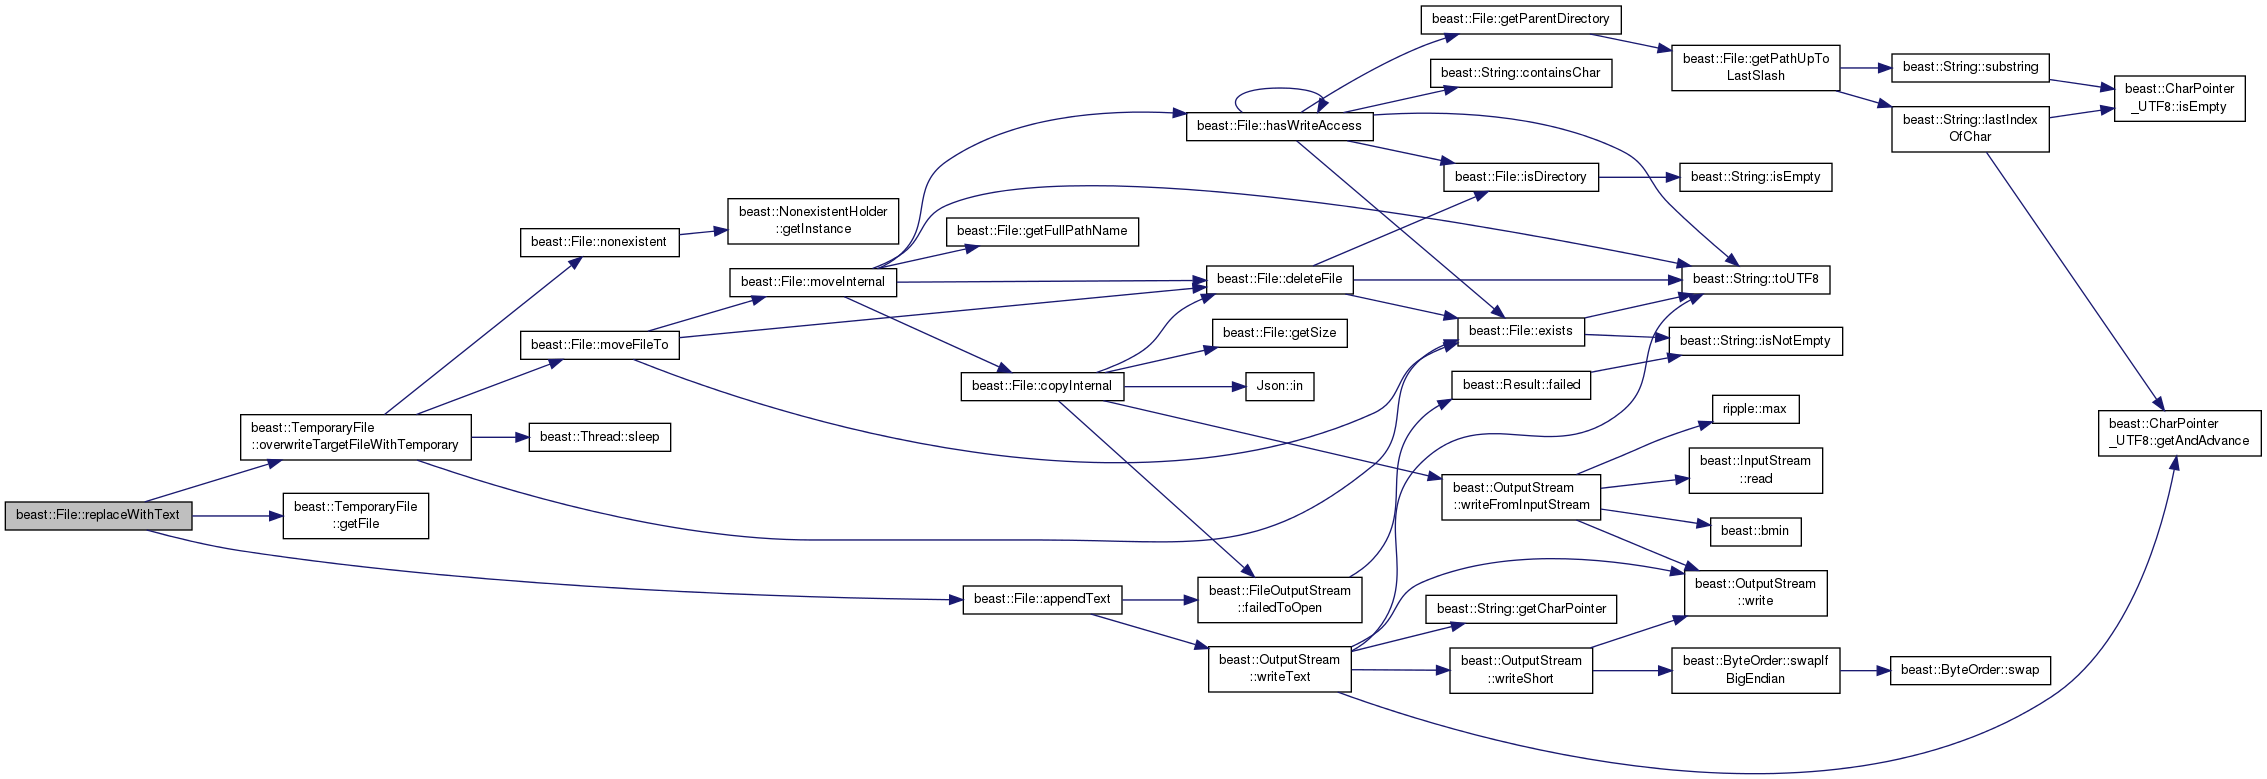 beast::File::getParentDirectory
beast::File::getPathUpTo
LastSlash
beast::String::substring
beast::String::containsChar
beast::CharPointer
_UTF8::isEmpty
beast::File::hasWriteAccess
beast::String::lastIndex
OfChar
beast::File::isDirectory
beast::String::isEmpty
beast::NonexistentHolder
::getInstance
beast::File::nonexistent
beast::File::getFullPathName
beast::File::moveInternal
beast::File::deleteFile
beast::String::toUTF8
beast::File::exists
beast::File::getSize
beast::File::moveFileTo
beast::String::isNotEmpty
beast::File::copyInternal
Json::in
beast::Result::failed
ripple::max
beast::TemporaryFile
::overwriteTargetFileWithTemporary
beast::Thread::sleep
beast::CharPointer
_UTF8::getAndAdvance
beast::InputStream
::read
beast::OutputStream
::writeFromInputStream
beast::File::replaceWithText
beast::TemporaryFile
::getFile
beast::bmin
beast::OutputStream
::write
beast::File::appendText
beast::FileOutputStream
::failedToOpen
beast::String::getCharPointer
beast::OutputStream
::writeText
beast::OutputStream
::writeShort
beast::ByteOrder::swapIf
BigEndian
beast::ByteOrder::swap